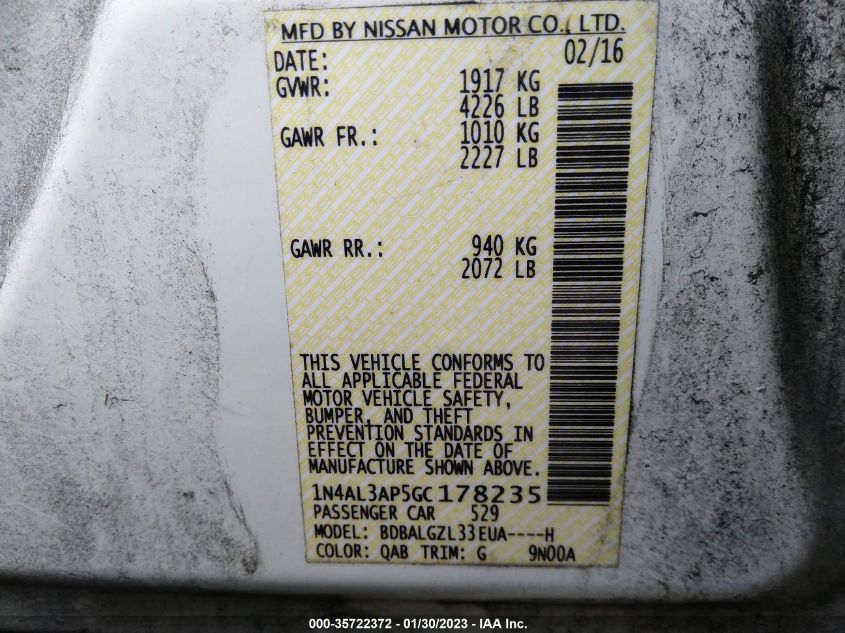 MFD BY NISSAN MOTOR CO., LTD.
DATE: 02/16
GVWR: 1917 KG
4226 LB
GAWR FR.: 1010 KG
2227 LB
GAWR RR.: 940 KG
2072 LB
THIS VEHICLE CONFORMS TO
ALL APPLICABLE FEDERAL
MOTOR VEHICLE SAFETY,
BUMPER, AND THEFT
PREVENTION STANDARDS IN
EFFECT ON THE DATE OF
MANUFACTURE SHOWN ABOVE.
1N4AL3AP5GC178235
PASSENGER CAR 529
MODEL: BDBALGZL33EUA----H
COLOR: QAB TRIM: G 9N00A
000-35722372 - 01/30/2023 - IAA Inc.